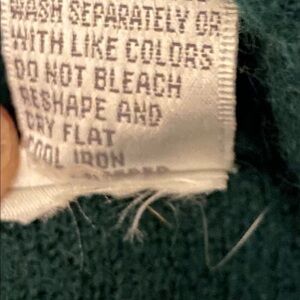 WASH SEPARATELY OR
WITH LIKE COLORS
DO NOT BLEACH
RESHAPE AND
DRY FLAT
COOL IRON